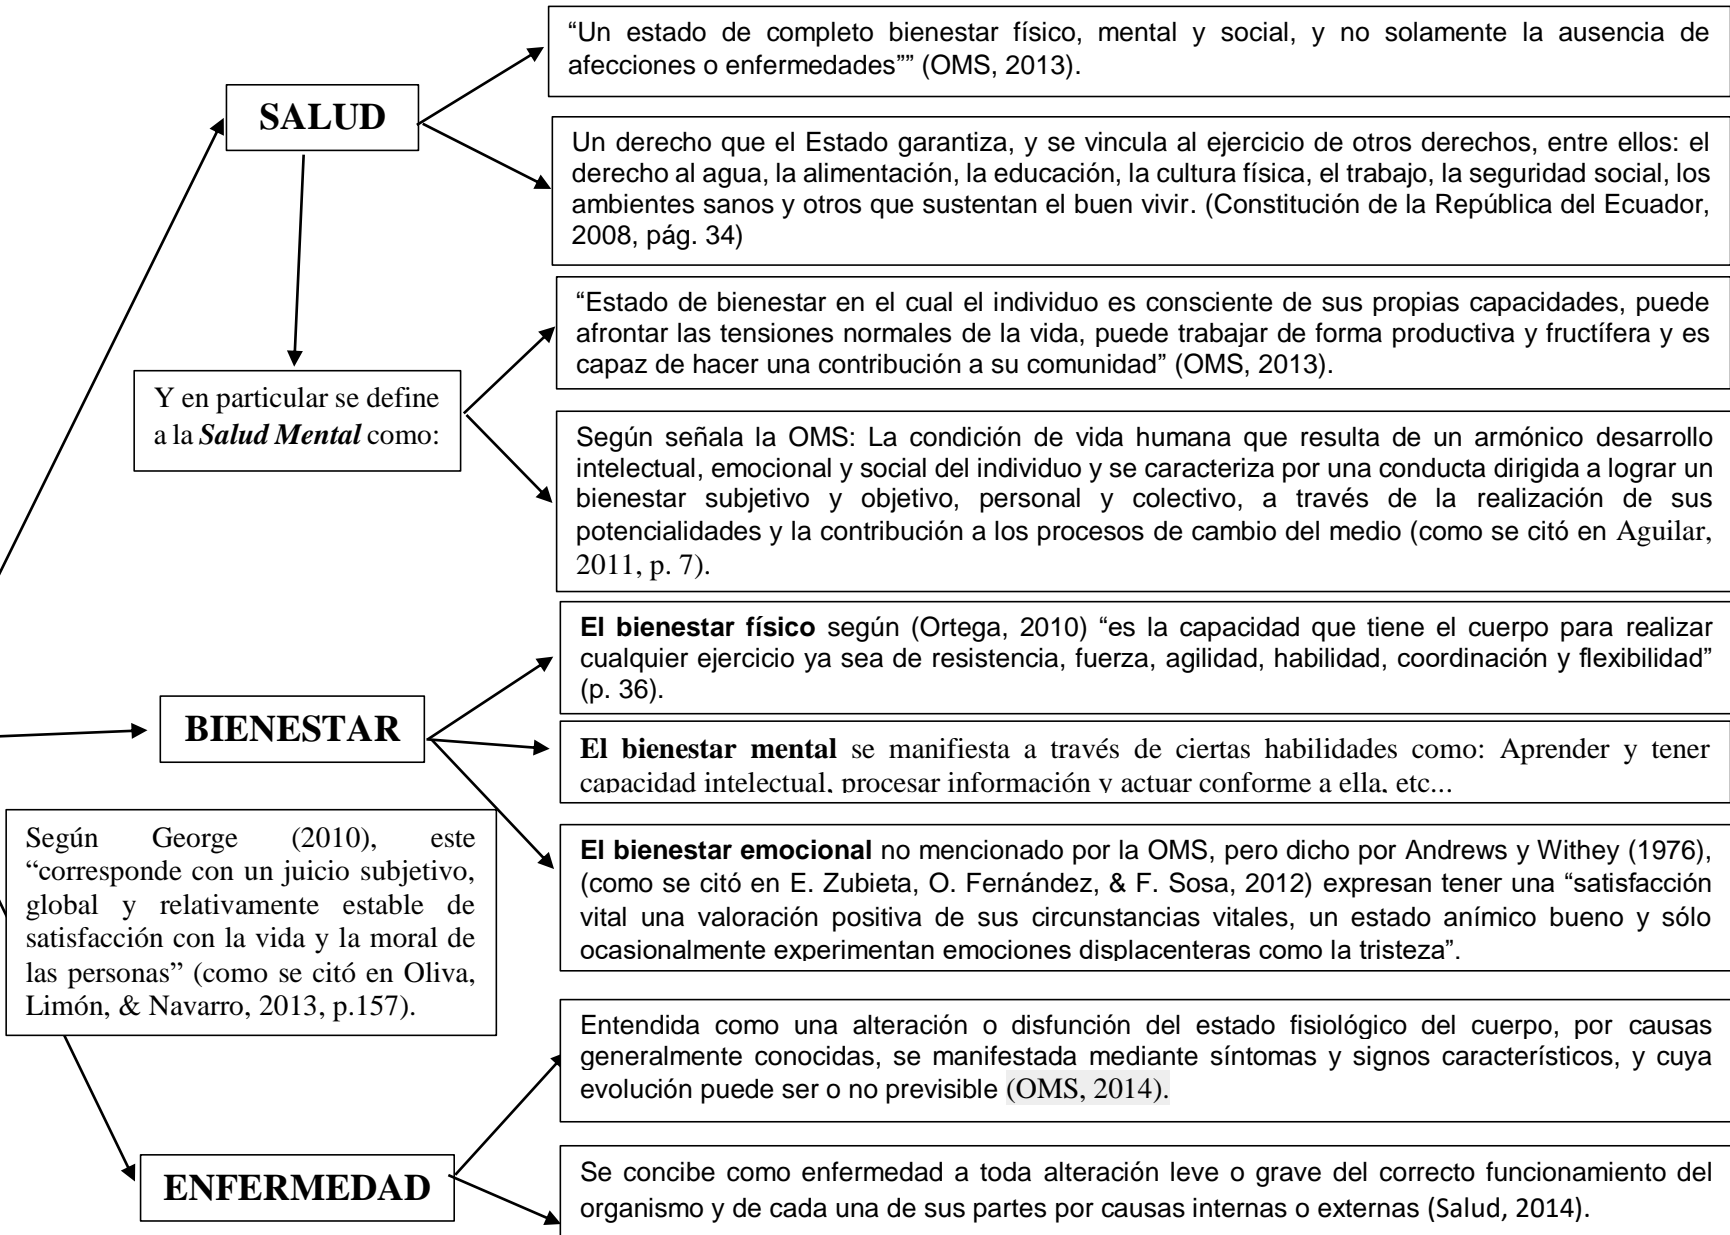 “Un estado de completo bienestar físico, mental y social, y no solamente la ausencia de
afecciones o enfermedades”” (OMS, 2013).
SALUD
Un derecho que el Estado garantiza, y se vincula al ejercicio de otros derechos, entre ellos: el
derecho al agua, la alimentación, la educación, la cultura física, el trabajo, la seguridad social, los
ambientes sanos y otros que sustentan el buen vivir. (Constitución de la República del Ecuador,
2008, pág. 34)
Y en particular se define
a la Salud Mental como:
“Estado de bienestar en el cual el individuo es consciente de sus propias capacidades, puede
afrontar las tensiones normales de la vida, puede trabajar de forma productiva y fructífera y es
capaz de hacer una contribución a su comunidad” (OMS, 2013).
Según señala la OMS: La condición de vida humana que resulta de un armónico desarrollo
intelectual, emocional y social del individuo y se caracteriza por una conducta dirigida a lograr un
bienestar subjetivo y objetivo, personal y colectivo, a través de la realización de sus
potencialidades y la contribución a los procesos de cambio del medio (como se citó en Aguilar,
2011, p. 7).
BIENESTAR
El bienestar físico según (Ortega, 2010) “es la capacidad que tiene el cuerpo para realizar
cualquier ejercicio ya sea de resistencia, fuerza, agilidad, habilidad, coordinación y flexibilidad”
(p. 36).
El bienestar mental se manifiesta a través de ciertas habilidades como: Aprender y tener
capacidad intelectual, procesar información y actuar conforme a ella, etc...
Según George (2010), este
“corresponde con un juicio subjetivo,
global y relativamente estable de
satisfacción con la vida y la moral de
las personas” (como se citó en Oliva,
Limón, & Navarro, 2013, p.157).
El bienestar emocional no mencionado por la OMS, pero dicho por Andrews y Withey (1976),
(como se citó en E. Zubieta, O. Fernández, & F. Sosa, 2012) expresan tener una “satisfacción
vital una valoración positiva de sus circunstancias vitales, un estado anímico bueno y sólo
ocasionalmente experimentan emociones displacenteras como la tristeza”.
Entendida como una alteración o disfunción del estado fisiológico del cuerpo, por causas
generalmente conocidas, se manifestada mediante síntomas y signos característicos, y cuya
evolución puede ser o no previsible (OMS, 2014).
ENFERMEDAD
Se concibe como enfermedad a toda alteración leve o grave del correcto funcionamiento del
organismo y de cada una de sus partes por causas internas o externas (Salud, 2014).